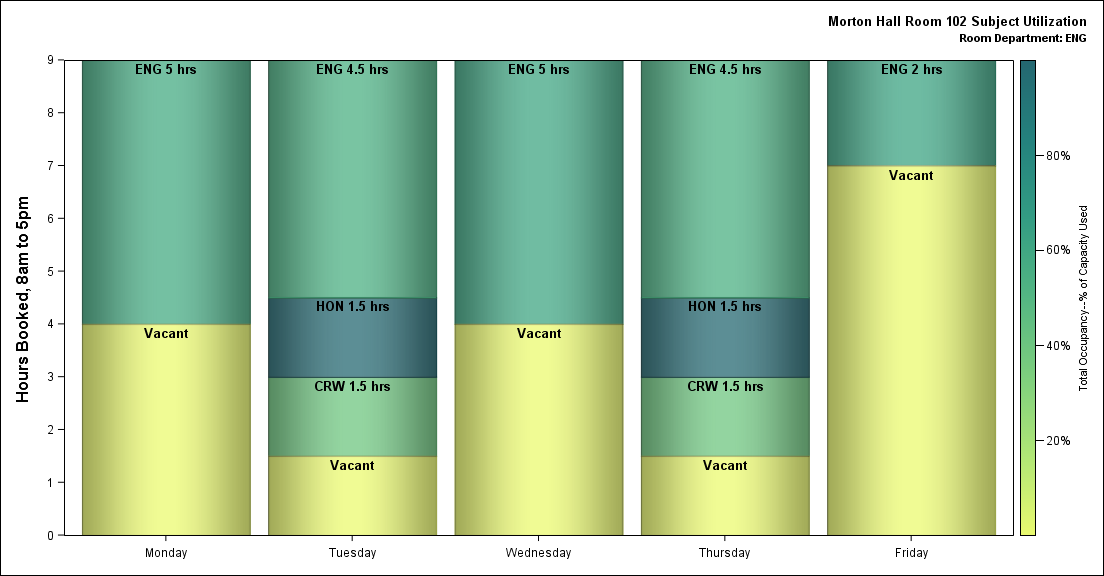 Morton Hall Room 102 Subject Utilization
Room Department: ENG
Hours Booked, 8am to 5pm
9
8
7
6
5
4
3
2
1
0
ENG 5 hrs
Vacant
ENG 4.5 hrs
HON 1.5 hrs
CRW 1.5 hrs
Vacant
ENG 5 hrs
Vacant
ENG 4.5 hrs
HON 1.5 hrs
CRW 1.5 hrs
Vacant
ENG 2 hrs
Vacant
Monday
Tuesday
Wednesday
Thursday
Friday
80%
60%
40%
20%
Total Occupancy--% of Capacity Used